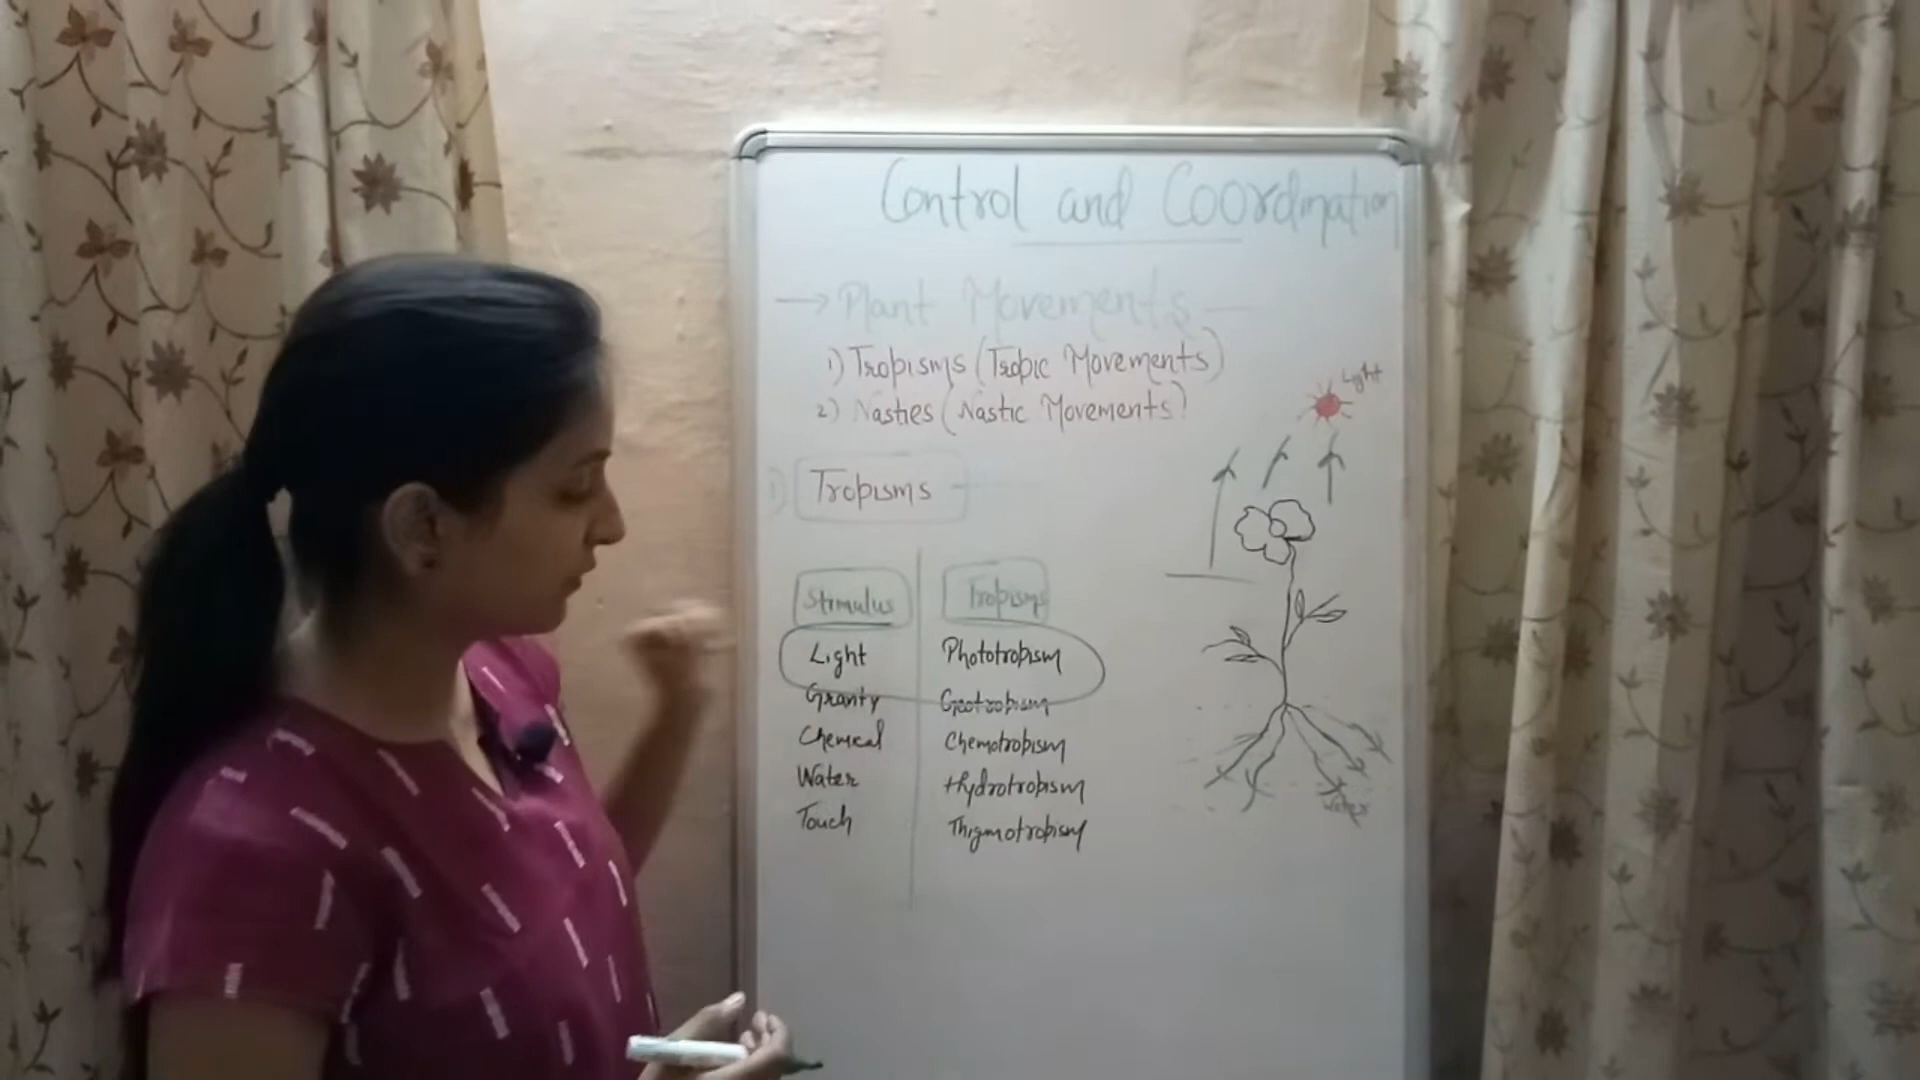 Control and Coordination
→ Plant Movements
1) Tropisms (Tropic Movements)
2) Nasties (Nastic Movements)
Light
1) Tropisms
Stimulus Tropisms
Light Phototropism
Gravity Geotropism
Chemical Chemotropism
Water Hydrotropism
Touch Thigmotropism
Water